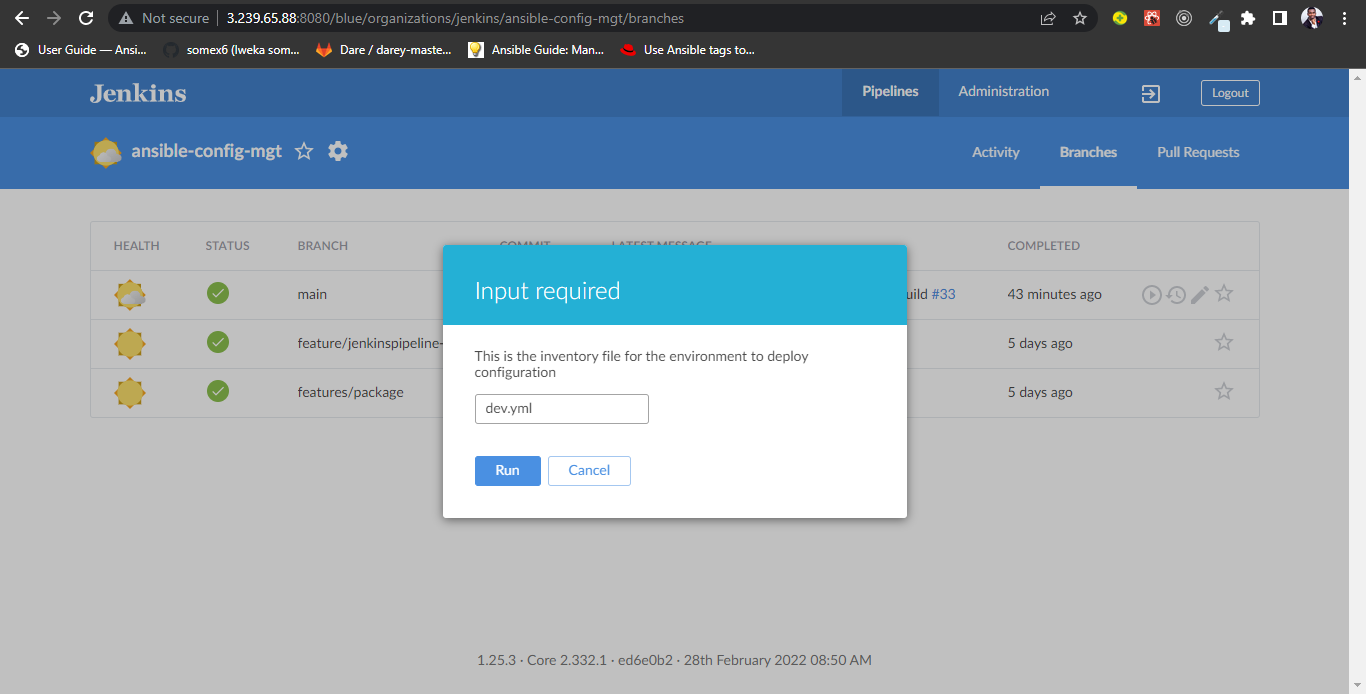 Not secure 3.239.65.88:8080/blue/organizations/jenkins/ansible-config-mgt/branches
User Guide — Ansi... somex6 (Iweka som... Dare / darey-maste... Ansible Guide: Man... Use Ansible tags to...
Jenkins Pipelines Administration Logout
ansible-config-mgt Activity Branches Pull Requests
HEALTH STATUS BRANCH COMMIT LATEST MESSAGE COMPLETED
main #33 43 minutes ago
feature/jenkinspipeline- 5 days ago
features/package 5 days ago
Input required
This is the inventory file for the environment to deploy
configuration
dev.yml
Run Cancel
1.25.3 · Core 2.332.1 · ed6e0b2 · 28th February 2022 08:50 AM